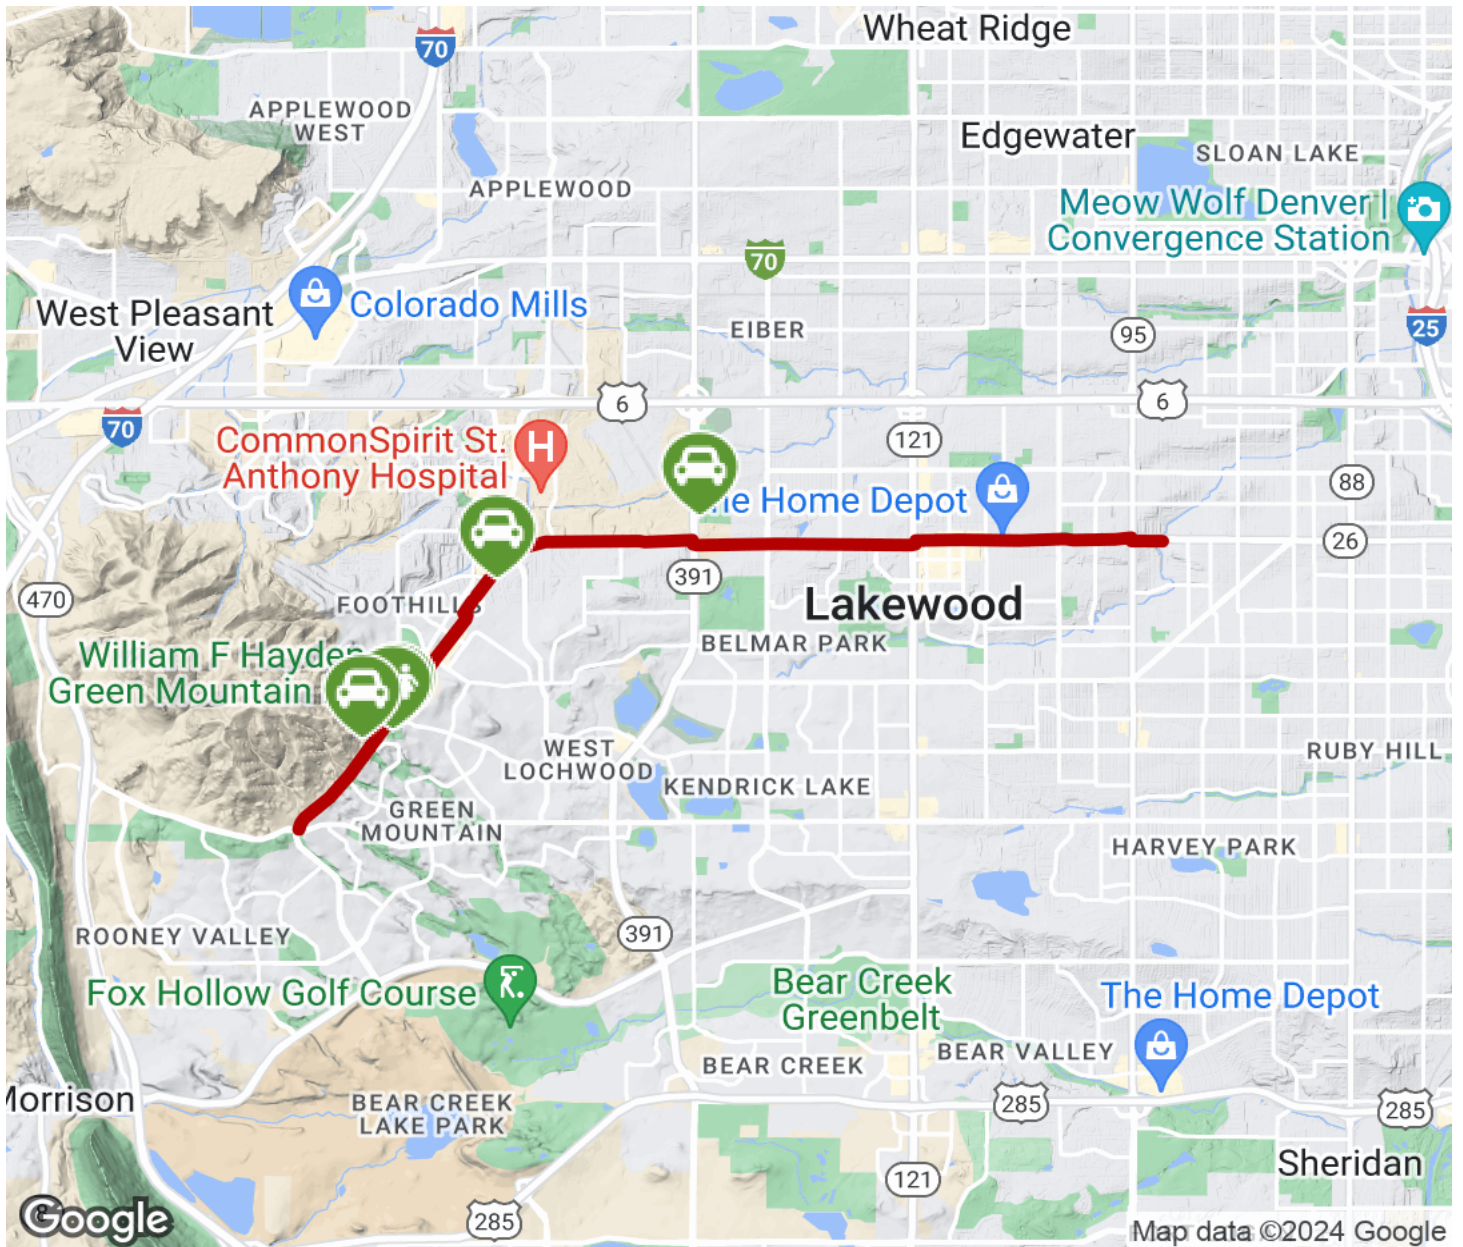 Wheat Ridge
70
APPLEWOOD
WEST
Edgewater
SLOAN LAKE
APPLEWOOD
Meow Wolf Denver |
Convergence Station
70
Colorado Mills
West Pleasant
View
EIBER
95
25
6
6
70
CommonSpirit St.
Anthony Hospital
H
121
88
he Home Depot
26
391
470
FOOTHILLS
Lakewood
BELMAR PARK
William F Hayden
Green Mountain
WEST
LOCHWOOD
RUBY HILL
KENDRICK LAKE
GREEN
MOUNTAIN
HARVEY PARK
391
ROONEY VALLEY
Fox Hollow Golf Course
Bear Creek
Greenbelt
The Home Depot
BEAR VALLEY
BEAR CREEK
Morrison
BEAR CREEK
LAKE PARK
285
285
Sheridan
121
285
8
Google
Map data ©2024 Google